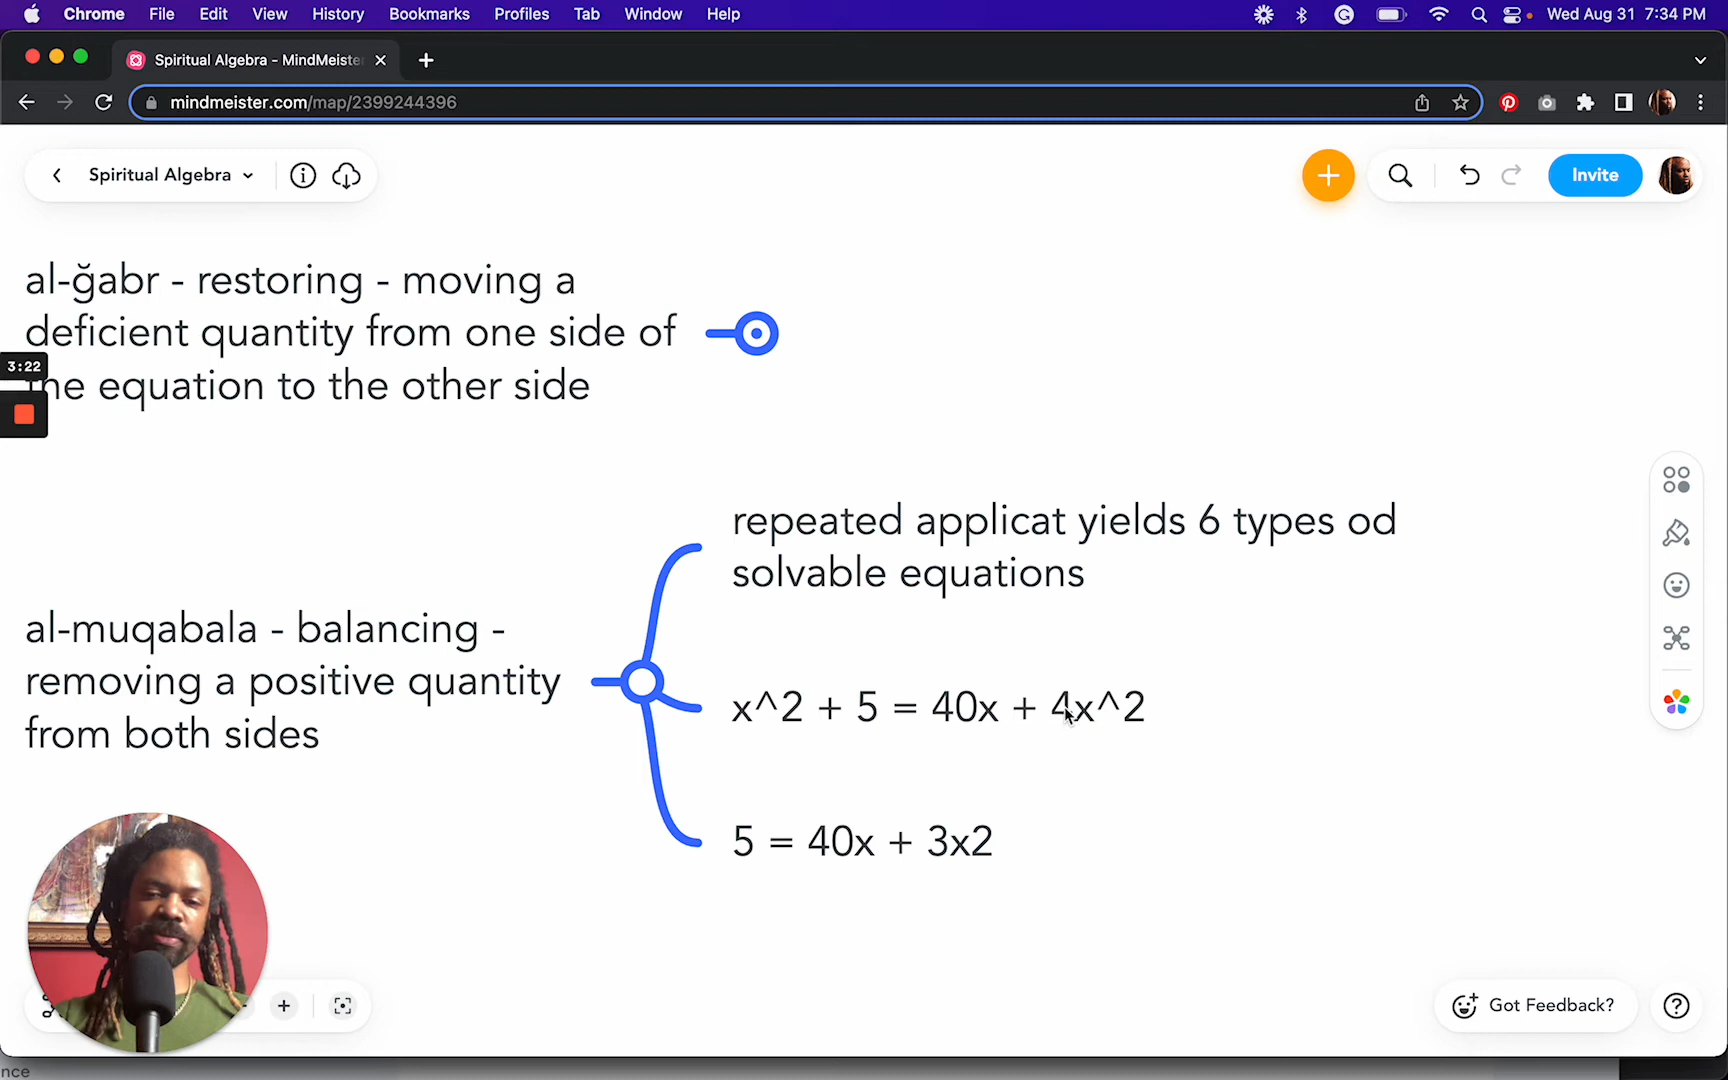 Chrome File Edit View History Bookmarks Profiles Tab Window Help Wed Aug 31 7:34 PM
Spiritual Algebra - MindMeister
mindmeister.com/map/2399244396
Spiritual Algebra
Invite
al-ğabr - restoring - moving a
deficient quantity from one side of
the equation to the other side
3:22
repeated applicat yields 6 types od
solvable equations
al-muqabala - balancing -
removing a positive quantity
from both sides
x^2 + 5 = 40x + 4x^2
5 = 40x + 3x2
Got Feedback?
nce